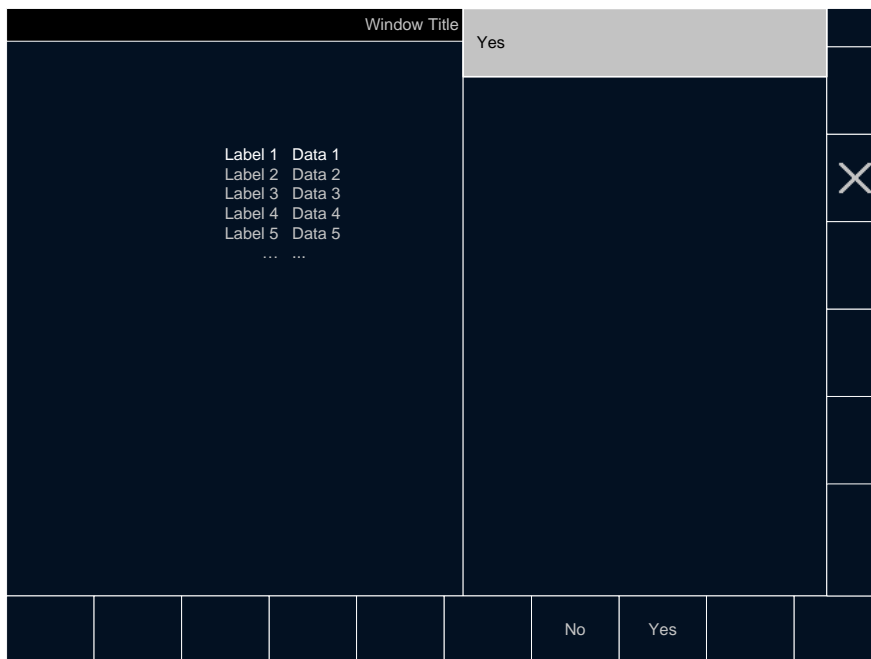 Window Title
Yes
Label 1 Data 1
Label 2 Data 2
Label 3 Data 3
Label 4 Data 4
Label 5 Data 5
… ...
No Yes